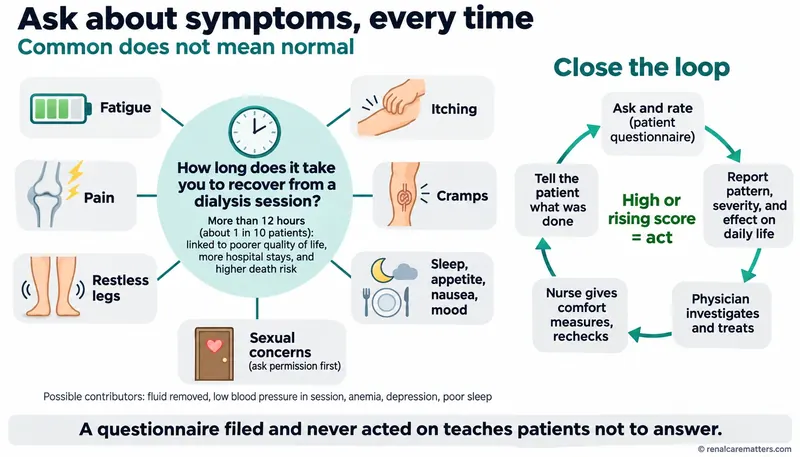 Ask about symptoms, every time
Common does not mean normal
Fatigue
Pain
Restless
legs
How long does it take
you to recover from a
dialysis session?
More than 12 hours
(about 1 in 10 patients):
linked to poorer quality of life,
more hospital stays, and
higher death risk
Itching
Cramps
Sleep,
appetite,
nausea,
mood
Sexual
concerns
(ask permission first)
Possible contributors: fluid removed, low blood pressure in session, anemia, depression, poor sleep
Close the loop
Ask and rate
(patient
questionnaire)
Report
pattern,
severity, and
effect on
daily life
Physician
investigates
and treats
Nurse gives
comfort
measures,
rechecks
Tell the
patient
what was
done
High or
rising score
= act
A questionnaire filed and never acted on teaches patients not to answer.
© renalcarematters.com